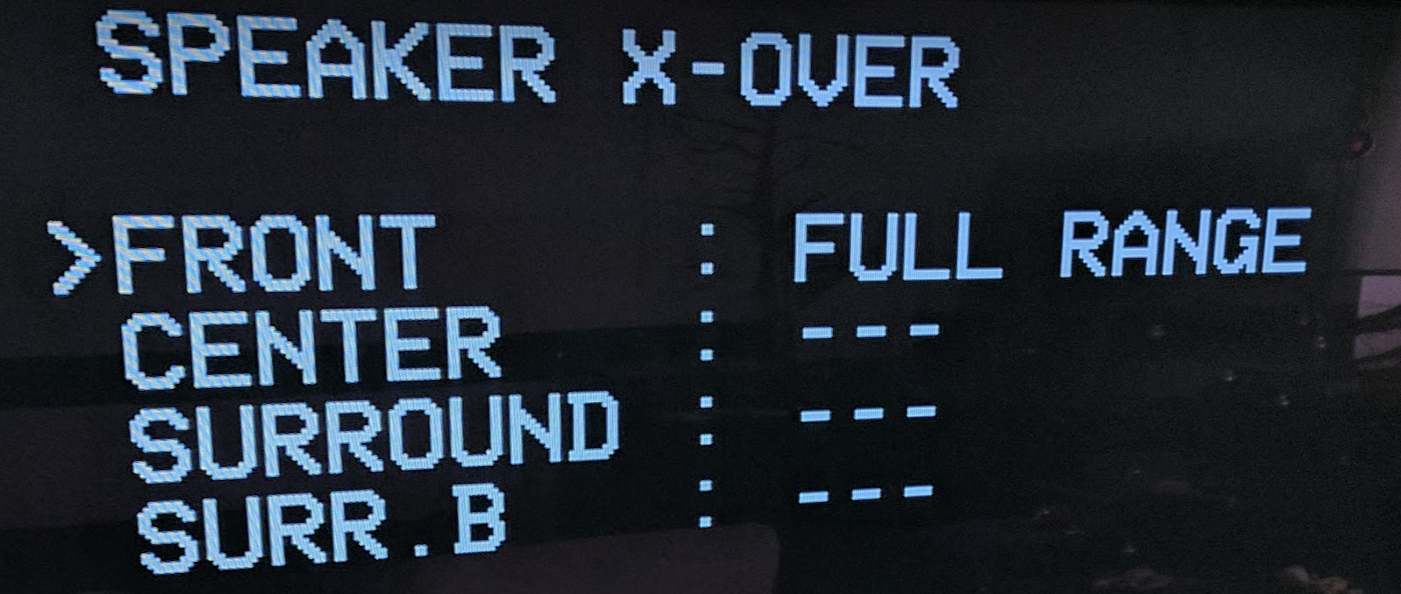 SPEAKER X-OVER
>FRONT : FULL RANGE
CENTER : ---
SURROUND : ---
SURR.B : ---